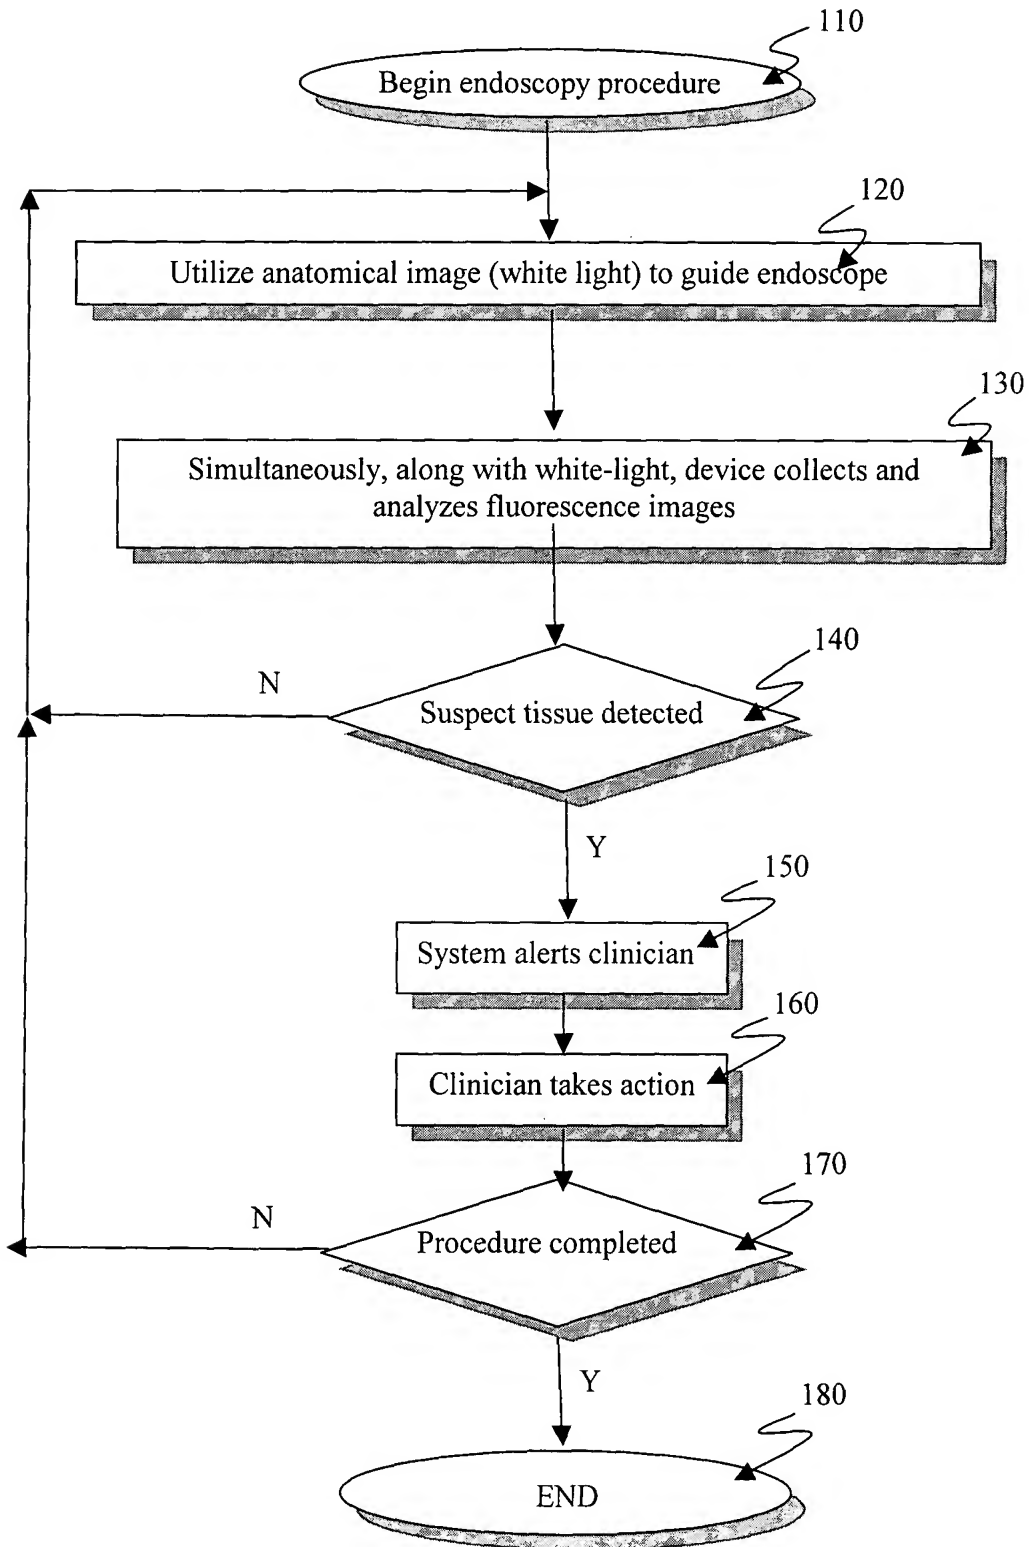 110
Begin endoscopy procedure
120
Utilize anatomical image (white light) to guide endoscope
130
Simultaneously, along with white-light, device collects and
analyzes fluorescence images
140
N
Suspect tissue detected
Y
150
System alerts clinician
160
Clinician takes action
170
N
Procedure completed
Y
180
END